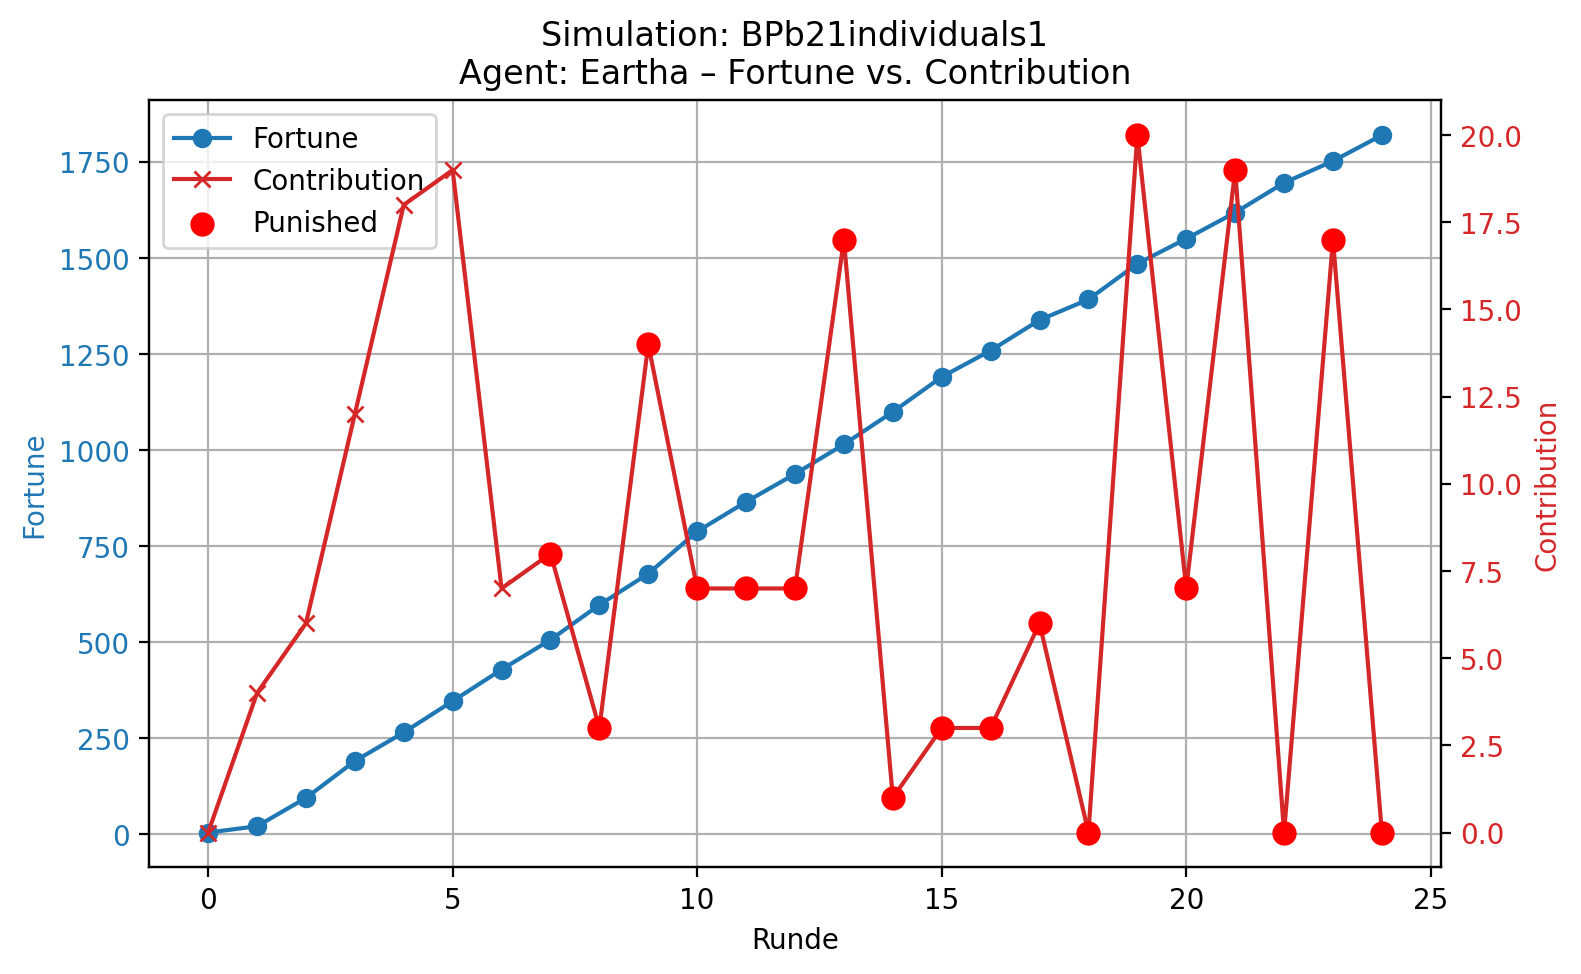 Simulation: BPb21individuals1
Agent: Eartha – Fortune vs. Contribution
Fortune
Contribution
Punished
1750
1500
1250
1000
750
500
250
0
Fortune
20.0
17.5
15.0
12.5
10.0
7.5
5.0
2.5
0.0
Contribution
0 5 10 15 20 25
Runde